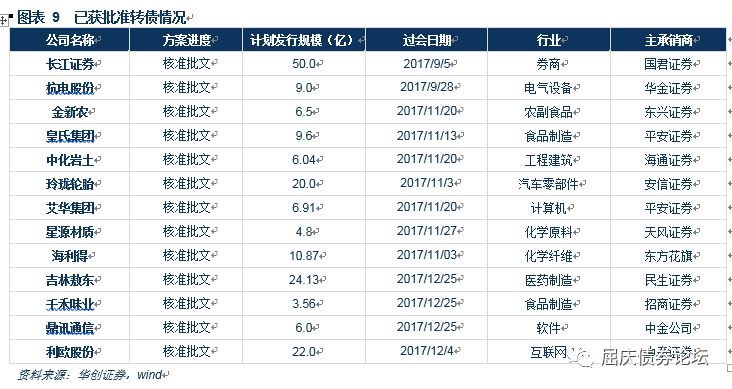 图表 9 已获批准转债情况
公司名称 方案进度 计划发行规模（亿） 过会日期 行业 主承销商
长江证券 核准批文 50.0 2017/9/5 券商 国君证券
杭电股份 核准批文 9.0 2017/9/28 电气设备 华金证券
金新农 核准批文 6.5 2017/11/20 农副食品 东兴证券
皇氏集团 核准批文 9.6 2017/11/13 食品制造 平安证券
中化岩土 核准批文 6.04 2017/11/20 工程建筑 海通证券
玲珑轮胎 核准批文 20.0 2017/11/3 汽车零部件 安信证券
艾华集团 核准批文 6.91 2017/11/20 计算机 平安证券
星源材质 核准批文 4.8 2017/11/27 化学原料 天风证券
海利得 核准批文 10.87 2017/11/03 化学纤维 东方花旗
吉林敖东 核准批文 24.13 2017/12/25 医药制造 民生证券
千禾味业 核准批文 3.56 2017/12/25 食品制造 招商证券
鼎讯通信 核准批文 6.0 2017/12/25 软件 中金公司
利欧股份 核准批文 22.0 2017/12/4 互联网
屈庆债券论坛
资料来源：华创证券，wind